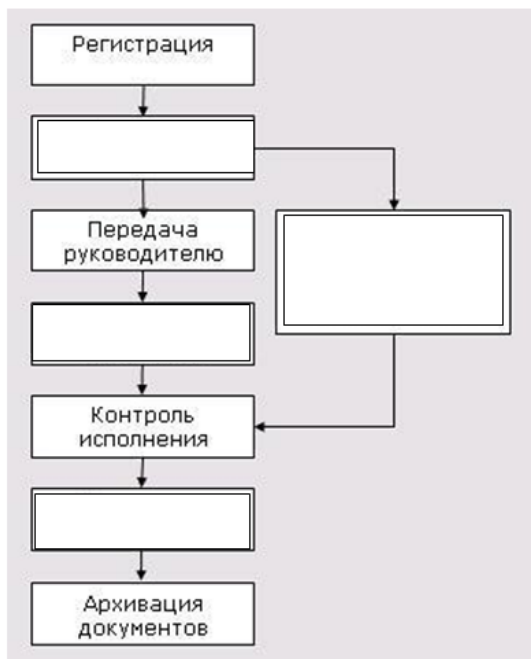 Регистрация
Передача
руководителю
Контроль
исполнения
Архивация
документов